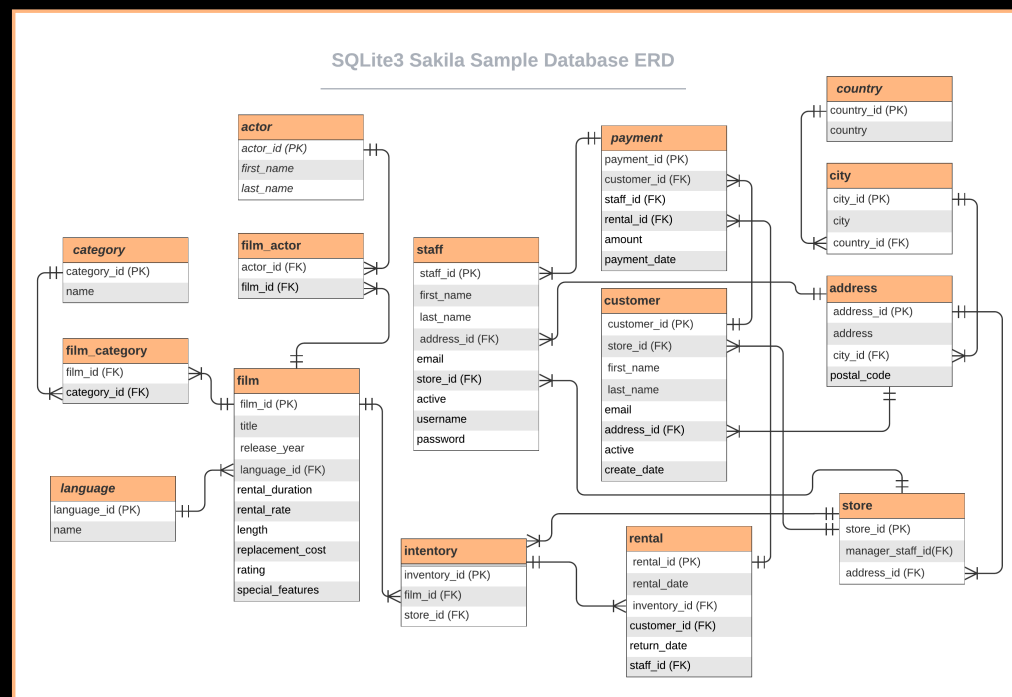 SQLite3 Sakila Sample Database ERD
actor
actor_id (PK)
first_name
last_name
category
category_id (PK)
name
film_actor
actor_id (FK)
film_id (FK)
film_category
film_id (FK)
category_id (FK)
film
film_id (PK)
title
release_year
language_id (FK)
rental_duration
rental_rate
length
replacement_cost
rating
special_features
language
language_id (PK)
name
staff
staff_id (PK)
first_name
last_name
address_id (FK)
email
store_id (FK)
active
username
password
intentory
inventory_id (PK)
film_id (FK)
store_id (FK)
payment
payment_id (PK)
customer_id (FK)
staff_id (FK)
rental_id (FK)
amount
payment_date
customer
customer_id (PK)
store_id (FK)
first_name
last_name
email
address_id (FK)
active
create_date
rental
rental_id (PK)
rental_date
inventory_id (FK)
customer_id (FK)
return_date
staff_id (FK)
country
country_id (PK)
country
city
city_id (PK)
city
country_id (FK)
address
address_id (PK)
address
city_id (FK)
postal_code
store
store_id (PK)
manager_staff_id(FK)
address_id (FK)